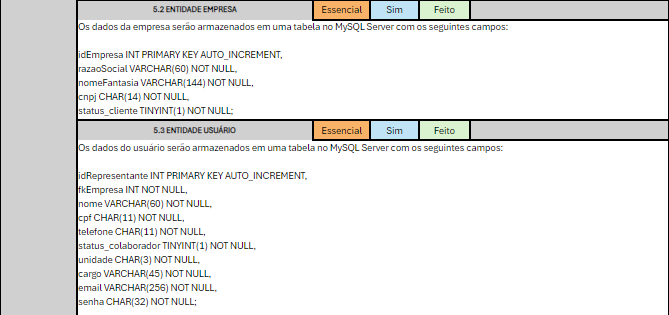 5.2 ENTIDADE EMPRESA Essencial Sim Feito
Os dados da empresa serão armazenados em uma tabela no MySQL Server com os seguintes campos:
idEmpresa INT PRIMARY KEY AUTO_INCREMENT,
razaoSocial VARCHAR(60) NOT NULL,
nomeFantasia VARCHAR(144) NOT NULL,
cnpj CHAR(14) NOT NULL,
status_cliente TINYINT(1) NOT NULL;
5.3 ENTIDADE USUÁRIO Essencial Sim Feito
Os dados do usuário serão armazenados em uma tabela no MySQL Server com os seguintes campos:
idRepresentante INT PRIMARY KEY AUTO_INCREMENT,
fkEmpresa INT NOT NULL,
nome VARCHAR(60) NOT NULL,
cpf CHAR(11) NOT NULL,
telefone CHAR(11) NOT NULL,
status_colaborador TINYINT(1) NOT NULL,
unidade CHAR(3) NOT NULL,
cargo VARCHAR(45) NOT NULL,
email VARCHAR(256) NOT NULL,
senha CHAR(32) NOT NULL;